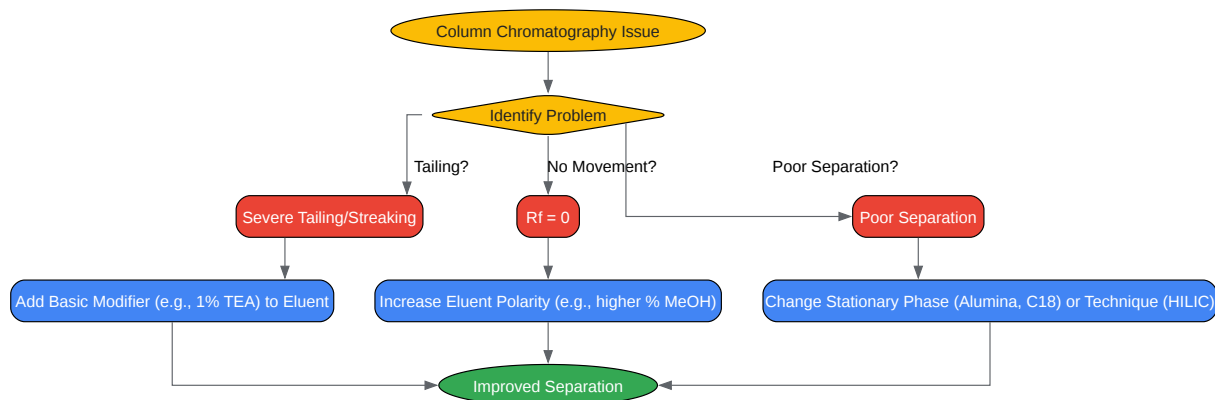 Column Chromatography Issue
Identify Problem
Tailing?
No Movement?
Poor Separation?
Severe Tailing/Streaking
Rf = 0
Poor Separation
Add Basic Modifier (e.g., 1% TEA) to Eluent
Increase Eluent Polarity (e.g., higher % MeOH)
Change Stationary Phase (Alumina, C18) or Technique (HILIC)
Improved Separation